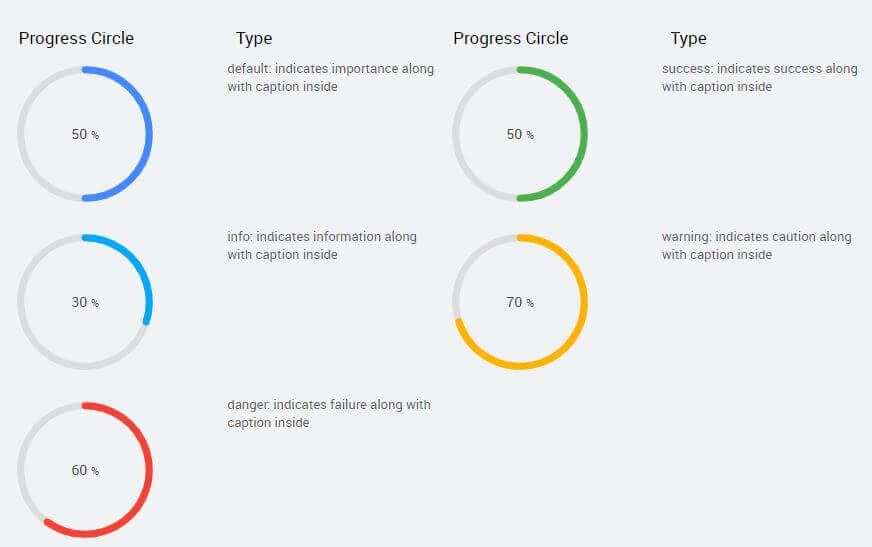 Progress Circle Type Progress Circle Type
50 %
default: indicates importance along
with caption inside
50 %
success: indicates success along
with caption inside
30 %
info: indicates information along
with caption inside
70 %
warning: indicates caution along
with caption inside
60 %
danger: indicates failure along with
caption inside